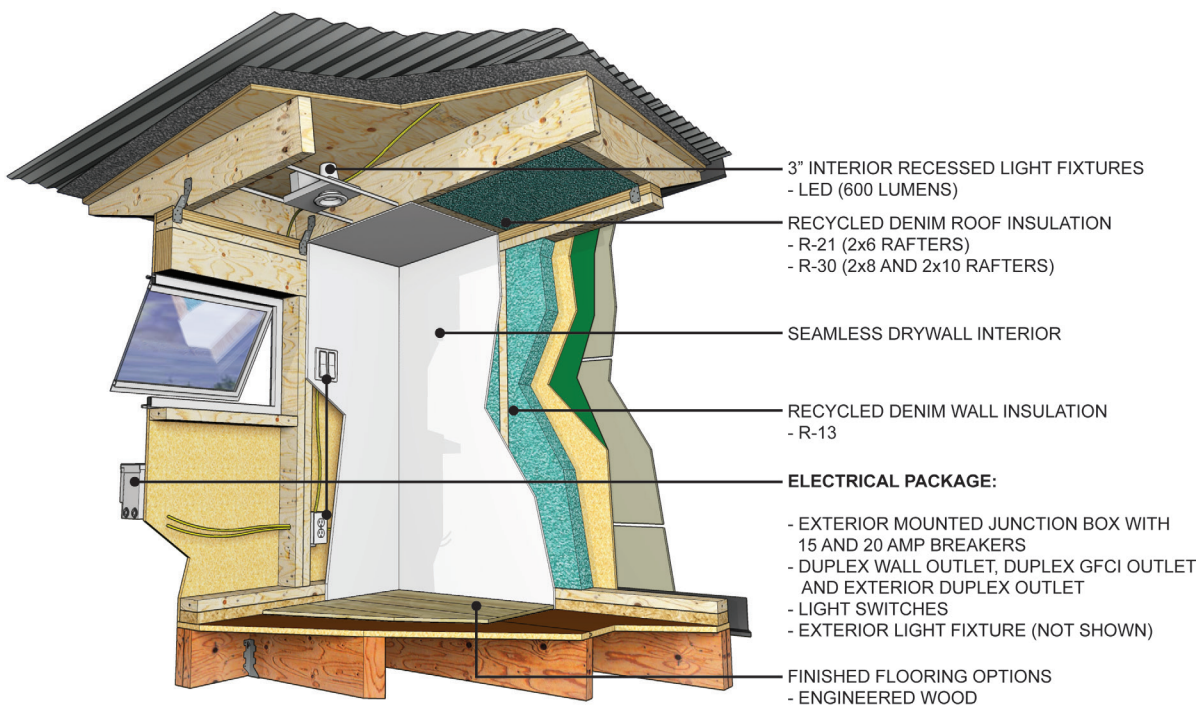 3” INTERIOR RECESSED LIGHT FIXTURES
- LED (600 LUMENS)
RECYCLED DENIM ROOF INSULATION
- R-21 (2x6 RAFTERS)
- R-30 (2x8 AND 2x10 RAFTERS)
SEAMLESS DRYWALL INTERIOR
RECYCLED DENIM WALL INSULATION
- R-13
ELECTRICAL PACKAGE:
- EXTERIOR MOUNTED JUNCTION BOX WITH
15 AND 20 AMP BREAKERS
- DUPLEX WALL OUTLET, DUPLEX GFCI OUTLET
AND EXTERIOR DUPLEX OUTLET
- LIGHT SWITCHES
- EXTERIOR LIGHT FIXTURE (NOT SHOWN)
FINISHED FLOORING OPTIONS
- ENGINEERED WOOD